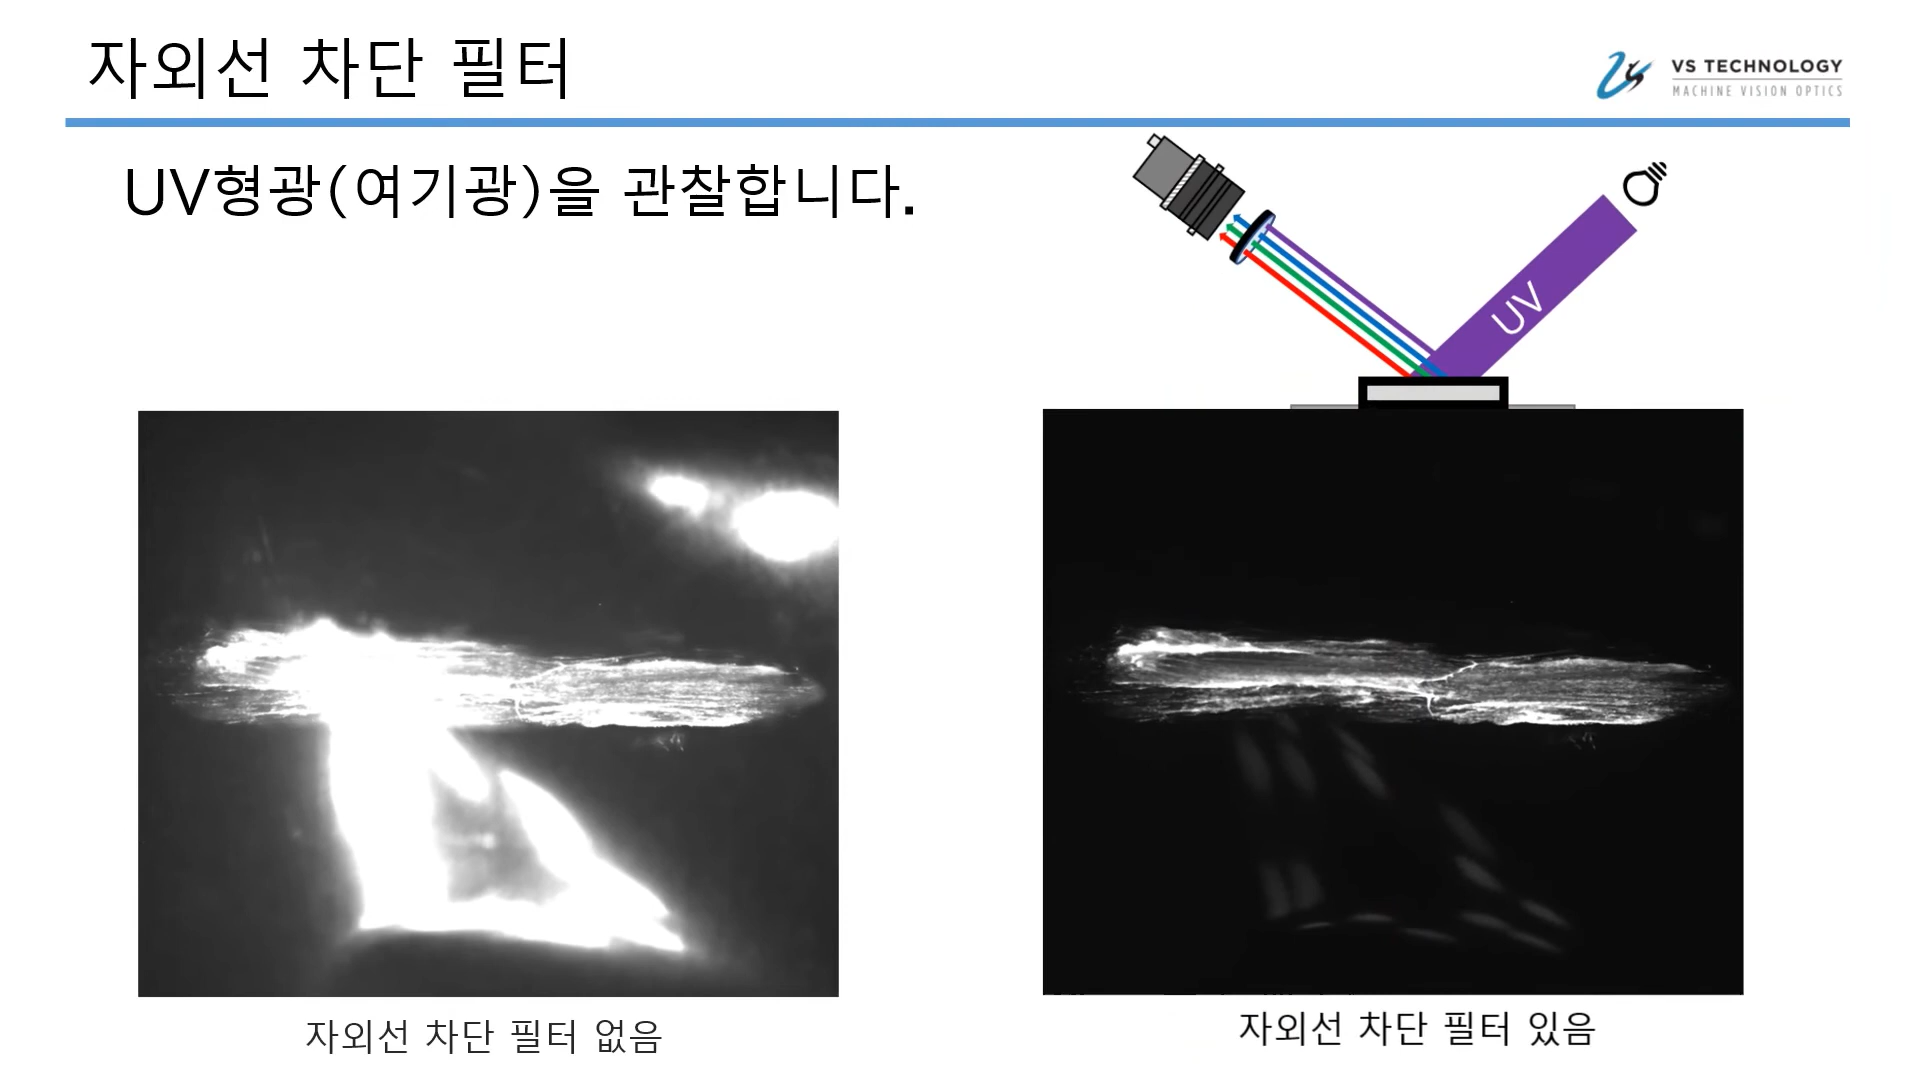 자외선 차단 필터
VS TECHNOLOGY
MACHINE VISION OPTICS
UV형광(여기광)을 관찰합니다.
UV
자외선 차단 필터 없음
자외선 차단 필터 있음